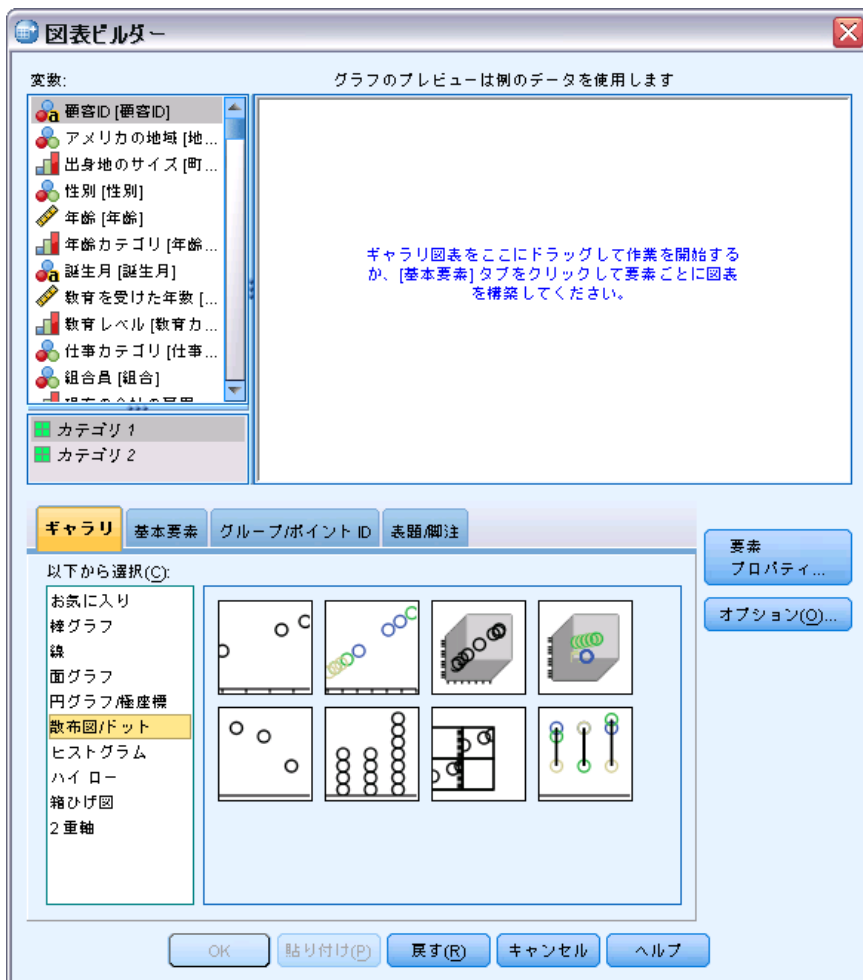 図表ビルダー
変数:
グラフのプレビューは例のデータを使用します
顧客ID [顧客ID]
アメリカの地域 [地...
出身地のサイズ [町...
性別 [性別]
年齢 [年齢]
年齢カテゴリ [年齢...
誕生月 [誕生月]
教育を受けた年数 [...
教育レベル [教育カ...
仕事カテゴリ [仕事...
組合員 [組合]
ギャラリ図表をここにドラッグして作業を開始する
か、[基本要素] タブをクリックして要素ごとに図表
を構築してください。
カテゴリ 1
カテゴリ 2
ギャラリ
基本要素
グループ/ポイント ID
表題/脚注
以下から選択(C):
お気に入り
棒グラフ
線
面グラフ
円グラフ/極座標
散布図/ドット
ヒストグラム
ハイ ロー
箱ひげ図
2 重軸
要素
プロパティ...
オプション(O)...
OK
貼り付け(P)
戻す(R)
キャンセル
ヘルプ